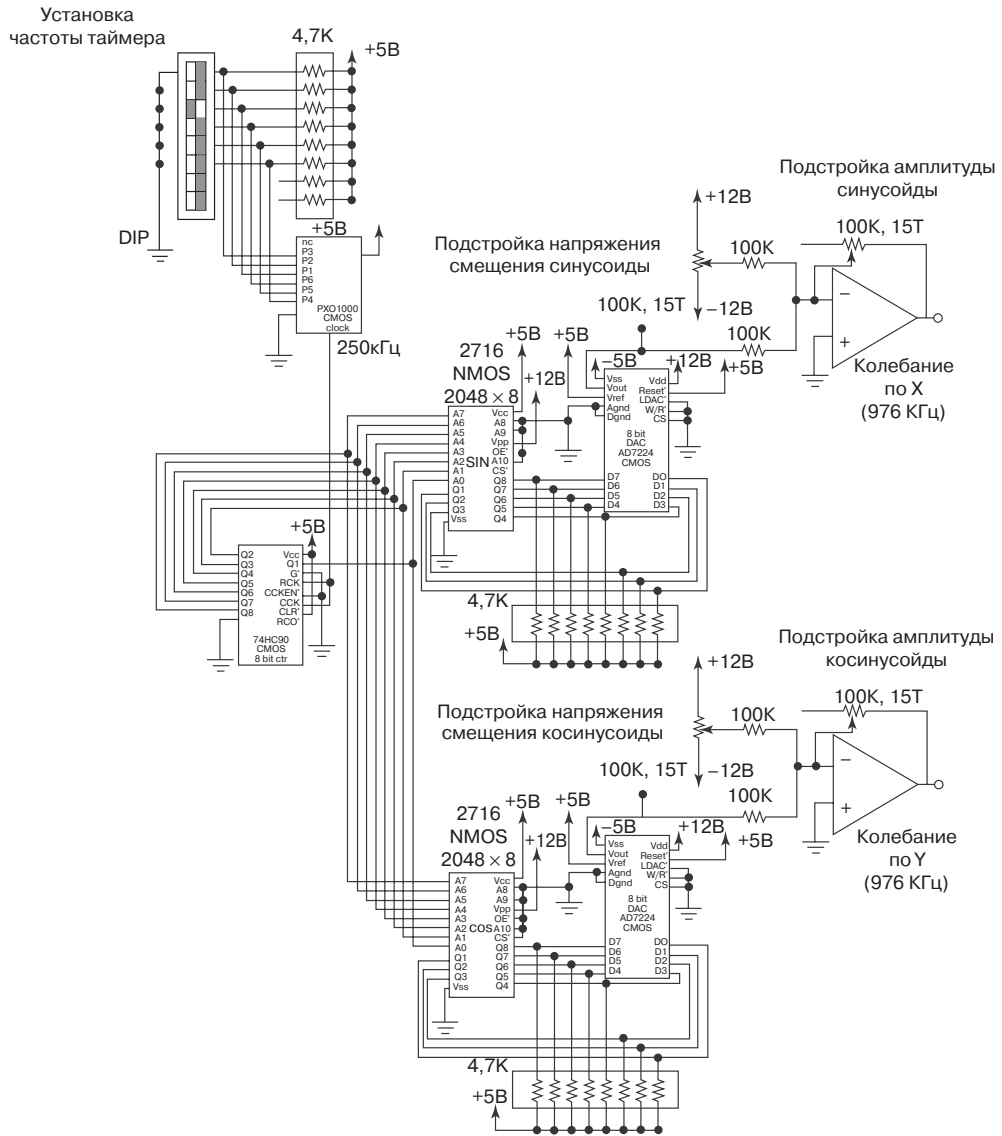 Установка
частоты таймера
4,7K
+5В
DIP
+5В
nc
P3
P2
P1
P6
P5
P4
PXO1000
CMOS
clock
250кГц
Подстройка амплитуды
синусойды
+12В
100K, 15T
100K
Подстройка напряжения
смещения синусоиды
−12В
100K, 15T
100K
−
+
Колебание
по X
(976 КГц)
2716
NMOS
2048 × 8
+5В
+12В
+5В
−5В
+12В
+5В
A7
A6
A5
A4
A3
A2
A1
A0
Q1
Q2
Q3
Vss
SIN
Vcc
A8
A9
Vpp
OE'
A10
CS'
Q8
Q7
Q6
Q5
Q4
Vss
Vout
Vref
Agnd
Dgnd
Vdd
Reset'
LDAC'
W/R'
CS
8 bit
DAC
AD7224
CMOS
D7
D6
D5
D4
DO
D1
D2
D3
4,7K
+5В
+5В
Q2
Q3
Q4
Q5
Q6
Q7
Q8
Vcc
Q1
G'
RCK
CCKEN'
CCK
CLR'
RCO'
74HC90
CMOS
8 bit ctr
Подстройка амплитуды
косинусойды
+12В
100K, 15T
100K
Подстройка напряжения
смещения косинусоиды
−12В
100K, 15T
100K
−
+
Колебание
по Y
(976 КГц)
2716
NMOS
2048 × 8
+5В
+12В
+5В
−5В
+12В
+5В
A7
A6
A5
A4
A3
A2
A1
A0
Q1
Q2
Q3
Vss
COS
Vcc
A8
A9
Vpp
OE'
A10
CS'
Q8
Q7
Q6
Q5
Q4
Vss
Vout
Vref
Agnd
Dgnd
Vdd
Reset'
LDAC'
W/R'
CS
8 bit
DAC
AD7224
CMOS
D7
D6
D5
D4
DO
D1
D2
D3
4,7K
+5В